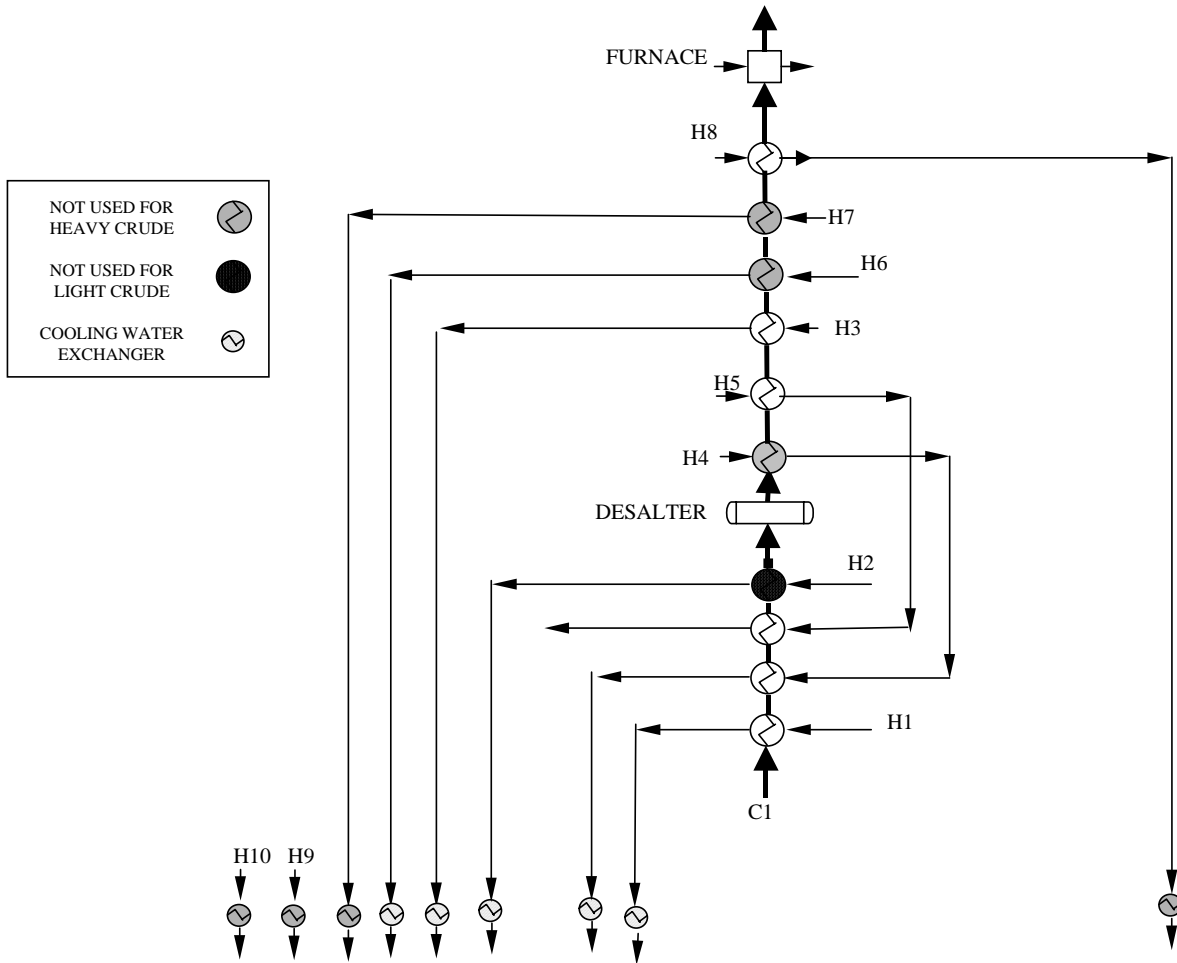 FURNACE
H8
NOT USED FOR
HEAVY CRUDE
NOT USED FOR
LIGHT CRUDE
COOLING WATER
EXCHANGER
H7
H6
H3
H5
H4
DESALTER
H2
H1
C1
H10 H9